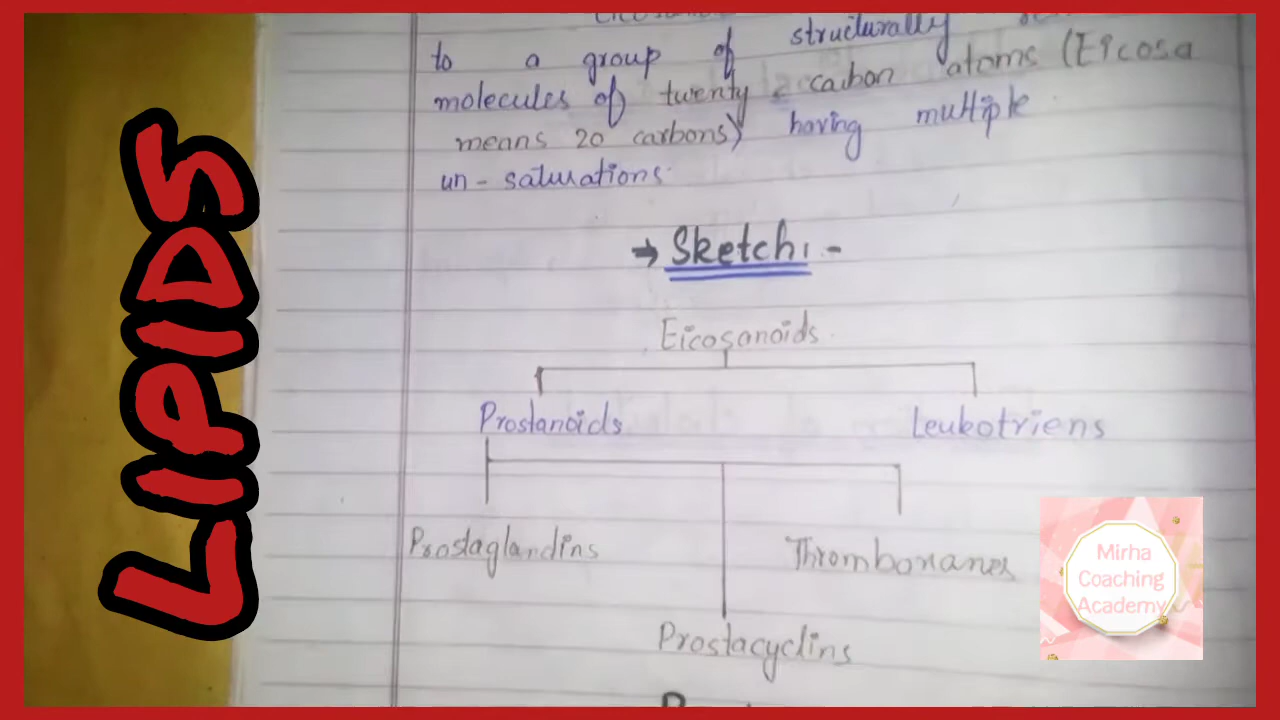 LIPIDS
to a group of structurally
molecules of twenty carbon atoms (Eicosa
means 20 carbons) having multiple
un-saturations.
→ Sketch:-
Eicosanoids
Prostanoids Leukotriens
Prostaglandins Thromboxanes
Prostacyclins
Mirha
Coaching
Academy